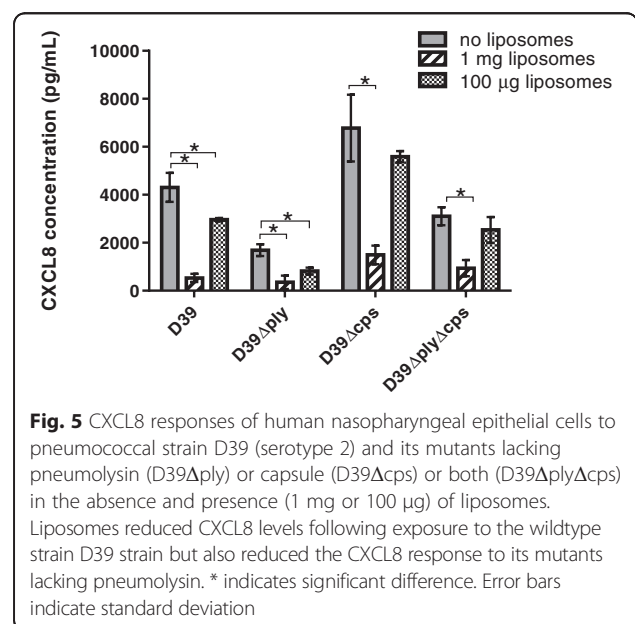 no liposomes
1 mg liposomes
100 µg liposomes
CXCL8 concentration (pg/mL)
10000
8000
6000
4000
2000
0
* * * * * *
D39
D39Δply
D39Δcps
D39ΔplyΔcps
Fig. 5 CXCL8 responses of human nasopharyngeal epithelial cells to
pneumococcal strain D39 (serotype 2) and its mutants lacking
pneumolysin (D39Δply) or capsule (D39Δcps) or both (D39ΔplyΔcps)
in the absence and presence (1 mg or 100 µg) of liposomes.
Liposomes reduced CXCL8 levels following exposure to the wildtype
strain D39 strain but also reduced the CXCL8 response to its mutants
lacking pneumolysin. * indicates significant difference. Error bars
indicate standard deviation